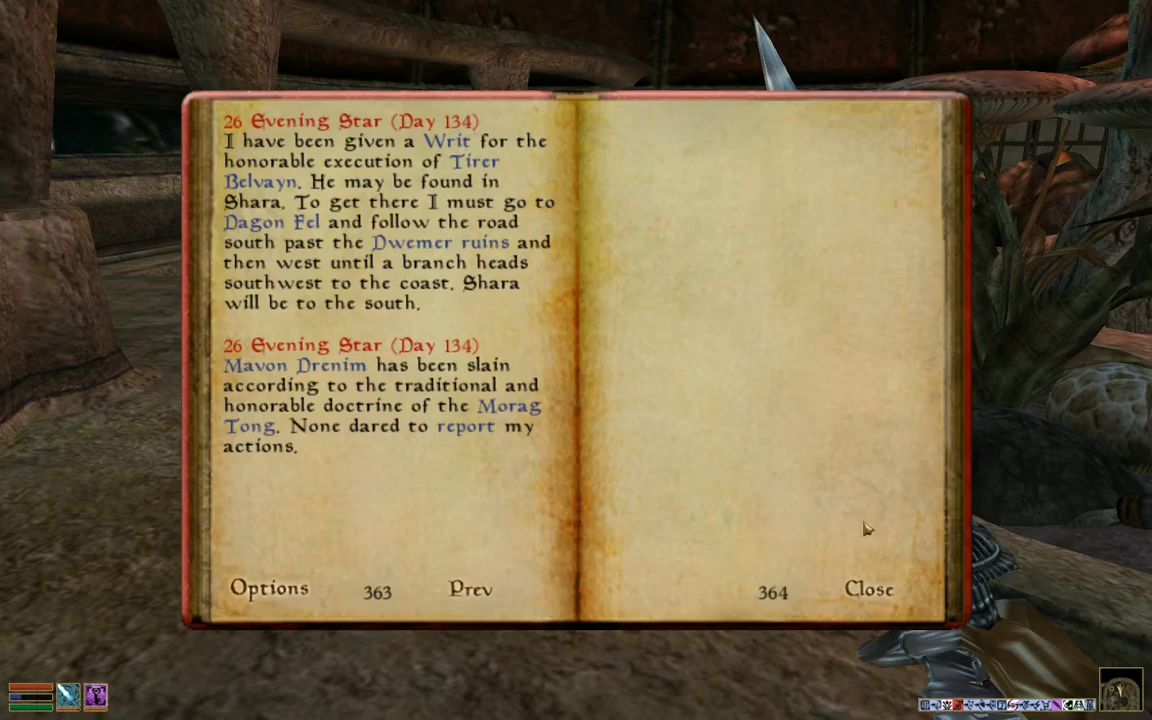 26 Evening Star (Day 134)
I have been given a Writ for the
honorable execution of Tirer
Belvayn. He may be found in
Shara. To get there I must go to
Dagon Fel and follow the road
south past the Dwemer ruins and
then west until a branch heads
southwest to the coast. Shara
will be to the south.
26 Evening Star (Day 134)
Mavon Drenim has been slain
according to the traditional and
honorable doctrine of the Morag
Tong. None dared to report my
actions.
Options 363 Prev
364 Close